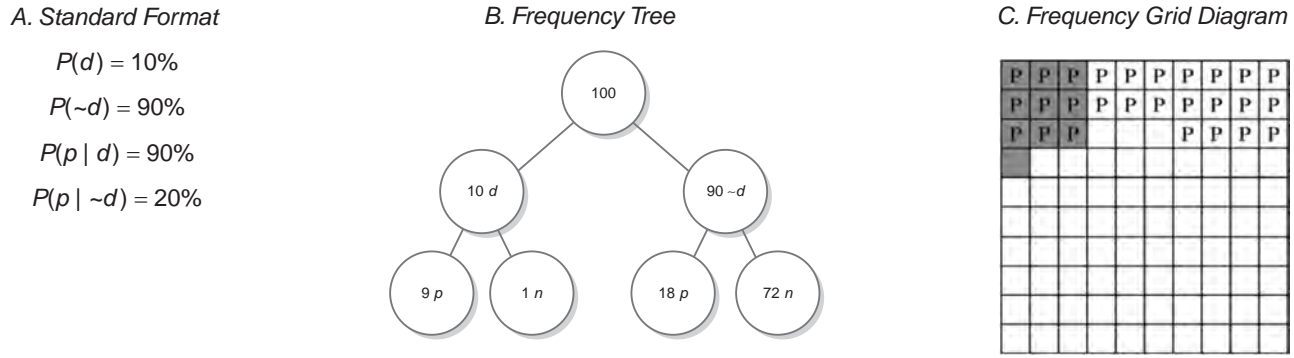 A. Standard Format
P(d) = 10%
P(~d) = 90%
P(p | d) = 90%
P(p | ~d) = 20%
B. Frequency Tree
100
10 d
90 ~d
9 p
1 n
18 p
72 n
C. Frequency Grid Diagram
P P P P P P P P P P
P P P P P P P P P P
P P P P P P P